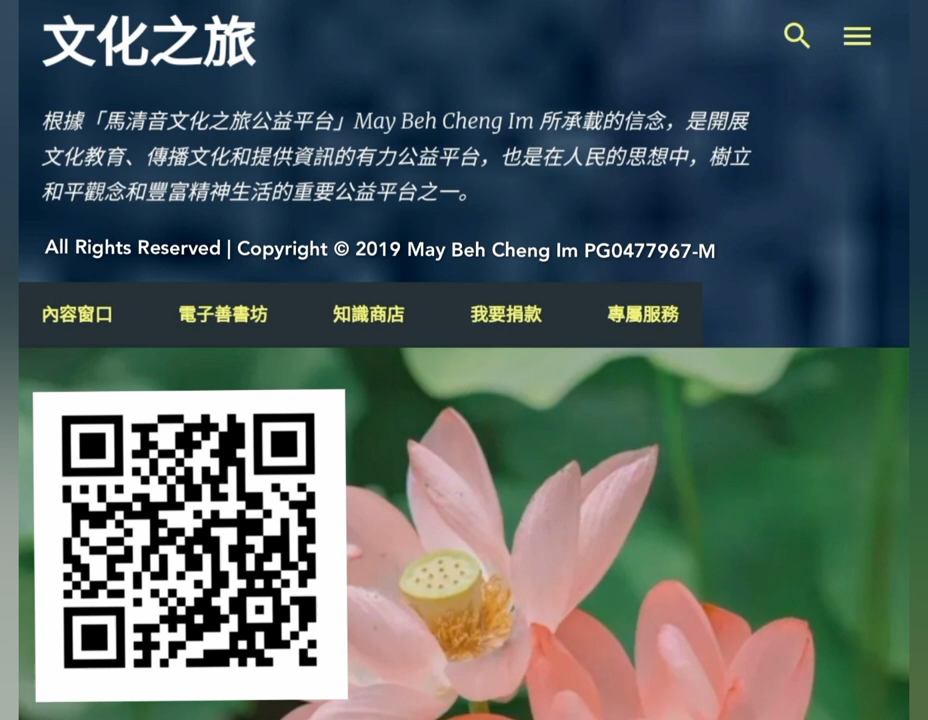 文化之旅
根據「馬清音文化之旅公益平台」May Beh Cheng Im 所承載的信念，是開展
文化教育、傳播文化和提供資訊的有力公益平台，也是在人民的思想中，樹立
和平觀念和豐富精神生活的重要公益平台之一。
All Rights Reserved | Copyright © 2019 May Beh Cheng Im PG0477967-M
內容窗口 電子善書坊 知識商店 我要捐款 專屬服務